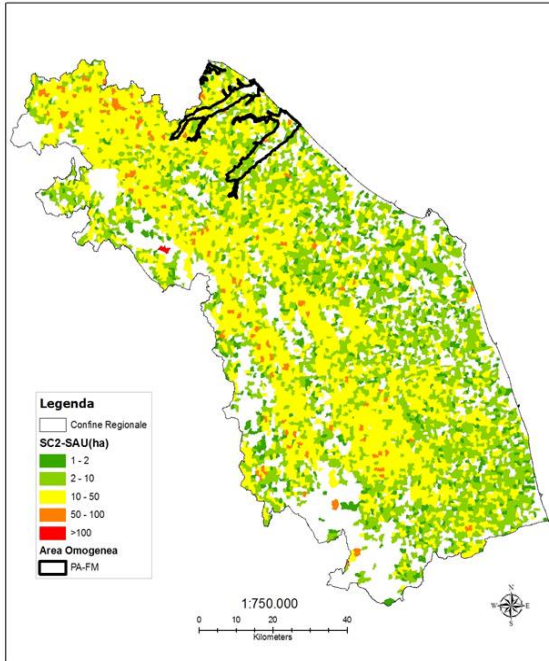 Legenda
Confine Regionale
SC2-SAU(ha)
1 - 2
2 - 10
10 - 50
50 - 100
>100
Area Omogenea
PA-FM
1:750.000
0 20 40
Kilometers
N
W E
S